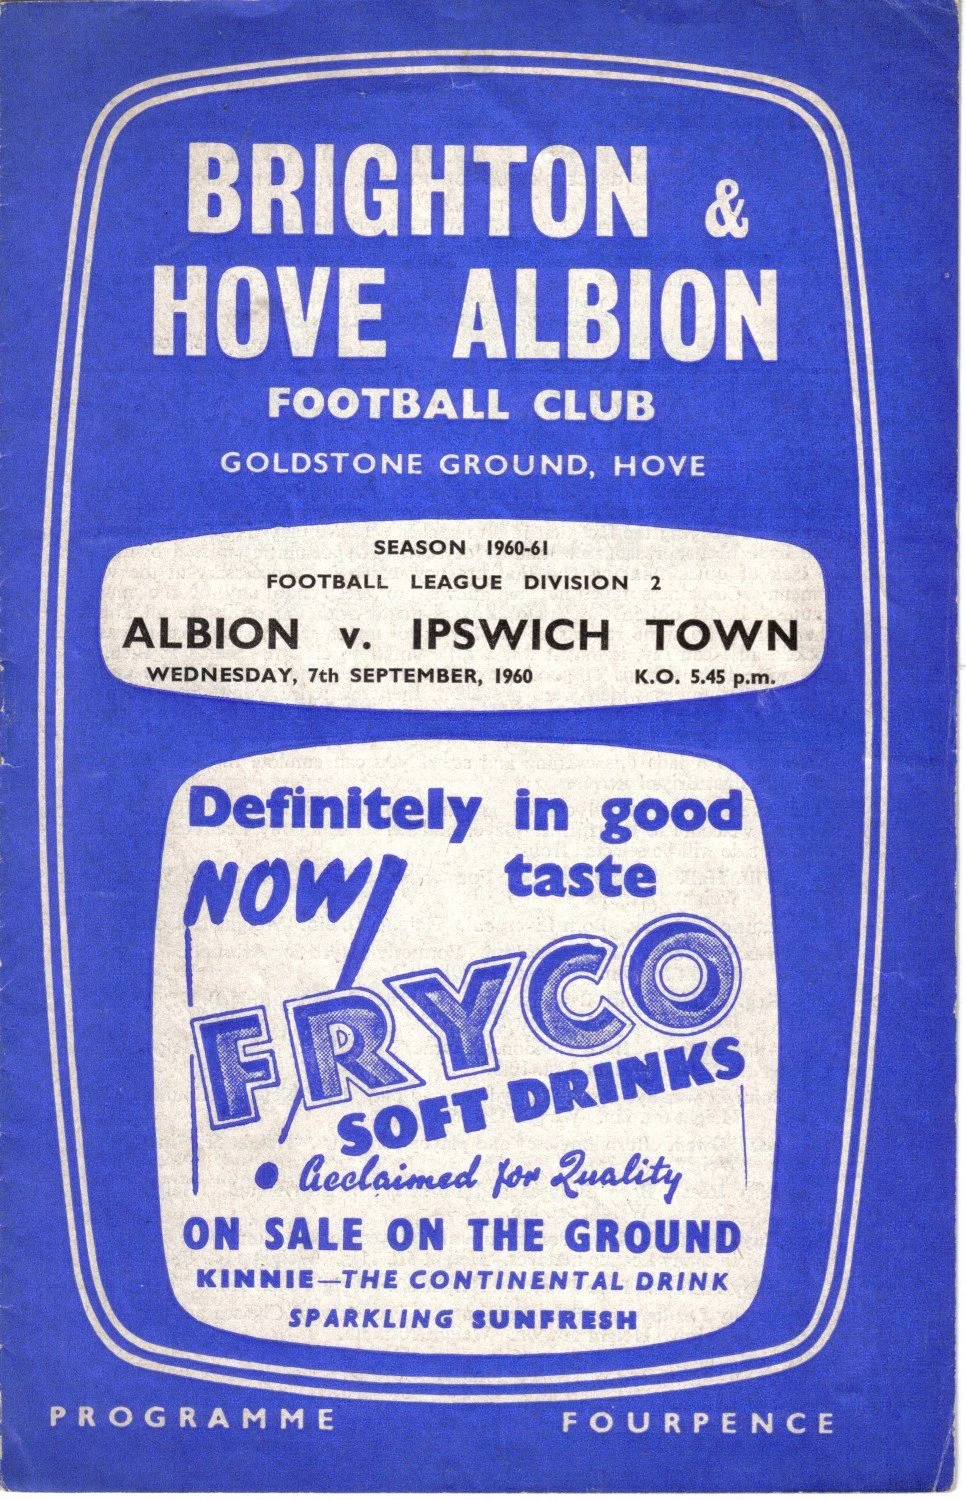 BRIGHTON &
HOVE ALBION
FOOTBALL CLUB
GOLDSTONE GROUND, HOVE
SEASON 1960-61
FOOTBALL LEAGUE DIVISION 2
ALBION v. IPSWICH TOWN
WEDNESDAY, 7th SEPTEMBER, 1960 K.O. 5.45 p.m.
Definitely in good
taste
NOW!
FRYCO
SOFT DRINKS
• Acclaimed for Quality
ON SALE ON THE GROUND
KINNIE—THE CONTINENTAL DRINK
SPARKLING SUNFRESH
PROGRAMME FOURPENCE